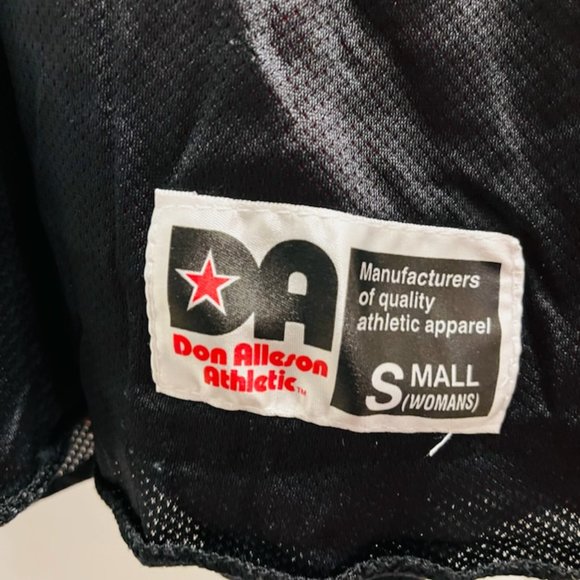 DA
Don Alleson
Athletic™
Manufacturers
of quality
athletic apparel
SMALL
(WOMANS)